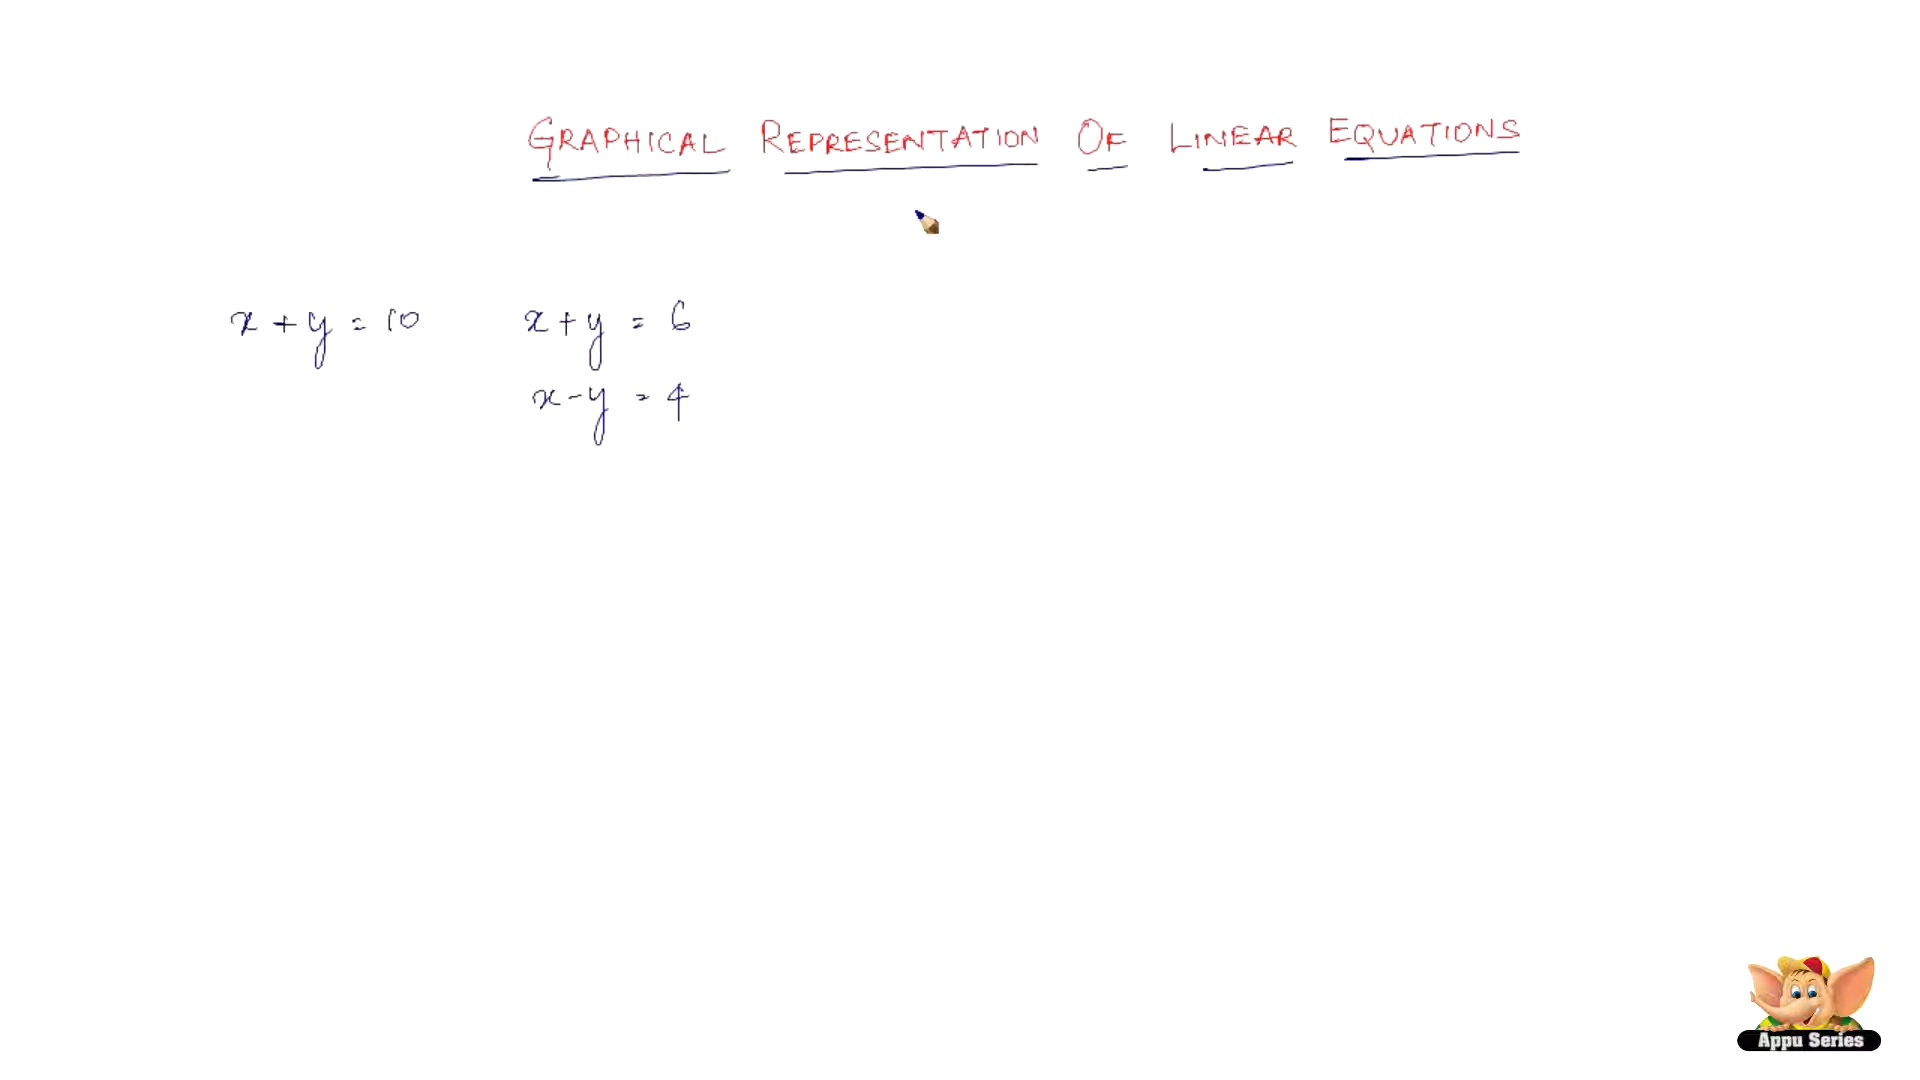 GRAPHICAL REPRESENTATION OF LINEAR EQUATIONS
x + y = 10    x + y = 6
x - y = 4
Appu Series